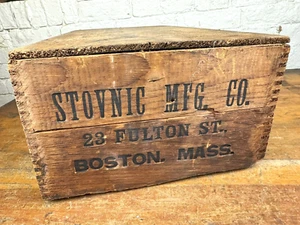 STOVNIC MFG. CO.
23 FULTON ST.,
BOSTON. MASS.